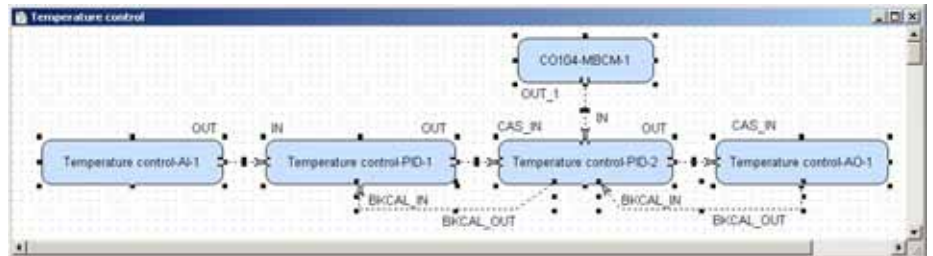 Temperature control
CO104-MBCM-1
OUT_1
IN
OUT
IN
OUT
CAS_IN
OUT
CAS_IN
Temperature control-AI-1
Temperature control-PID-1
Temperature control-PID-2
Temperature control-AO-1
BKCAL_IN
BKCAL_IN
BKCAL_OUT
BKCAL_OUT